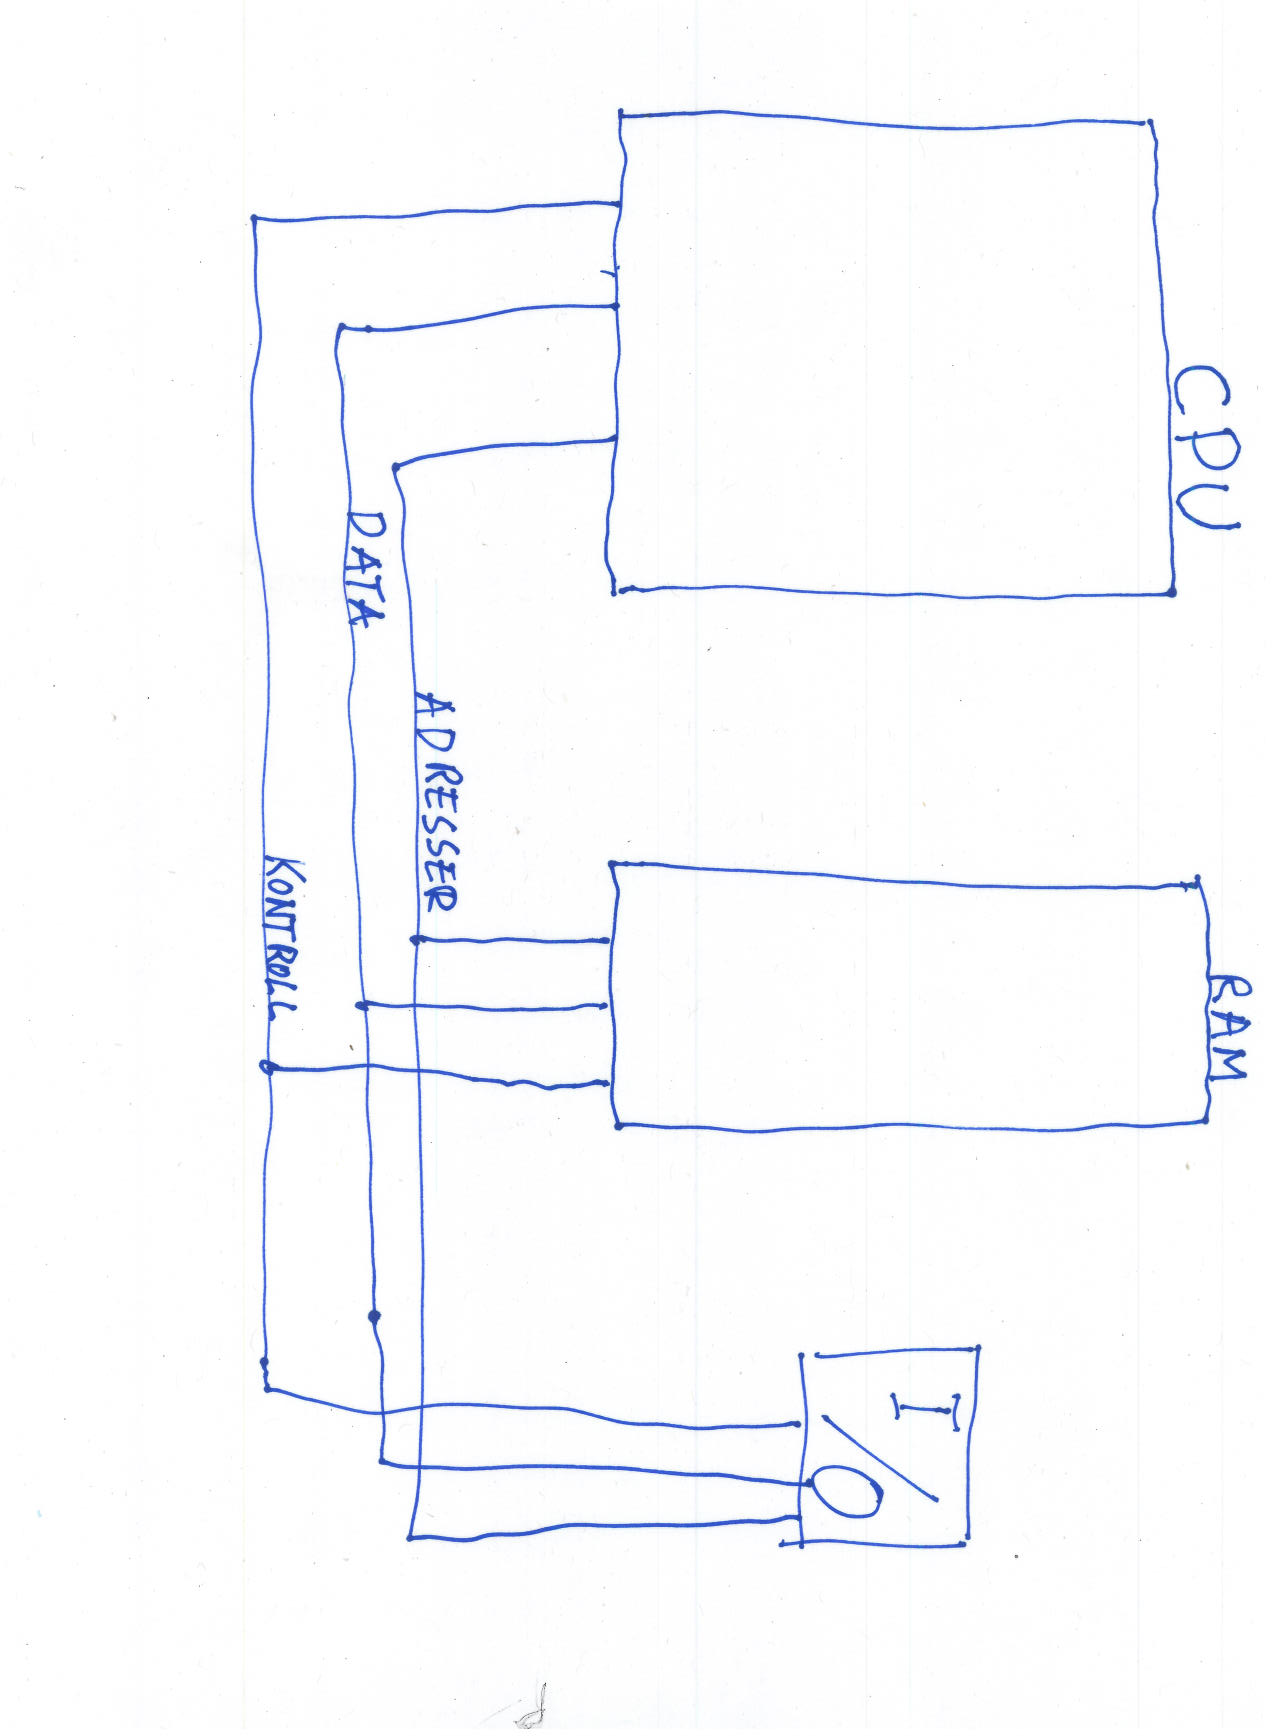 CPU
RAM
I/O
ADRESSER
DATA
KONTROLL